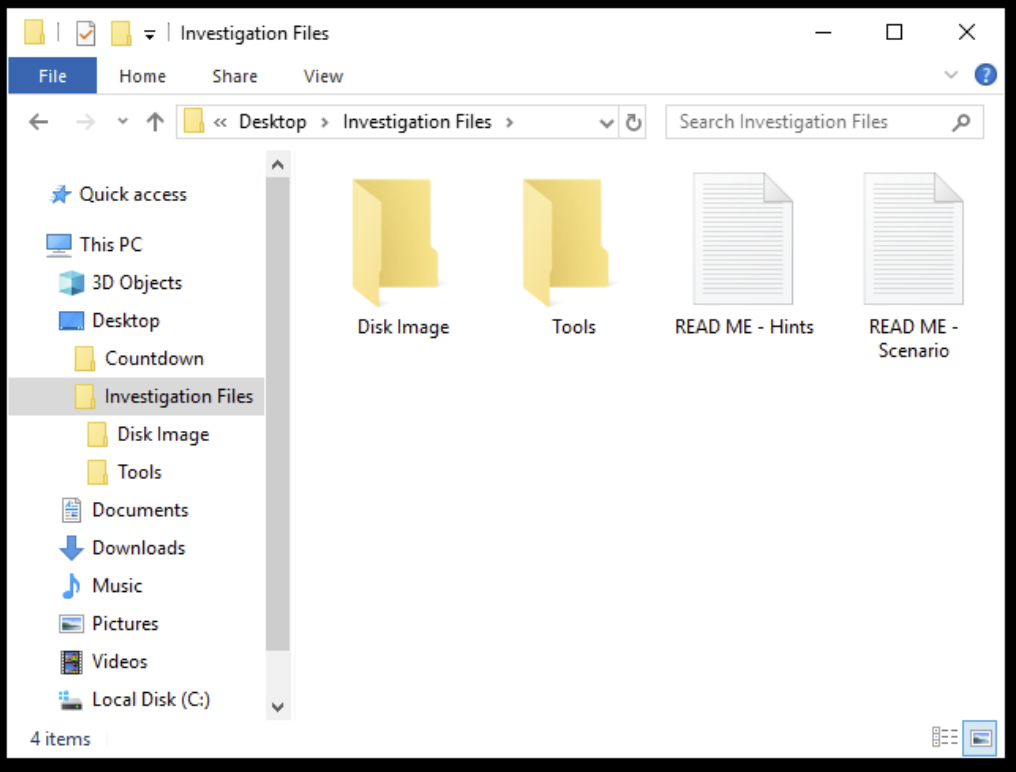 Investigation Files
File Home Share View
« Desktop › Investigation Files ›
Search Investigation Files
Quick access
This PC
3D Objects
Desktop
Countdown
Investigation Files
Disk Image
Tools
Documents
Downloads
Music
Pictures
Videos
Local Disk (C:)
Disk Image
Tools
READ ME - Hints
READ ME -
Scenario
4 items